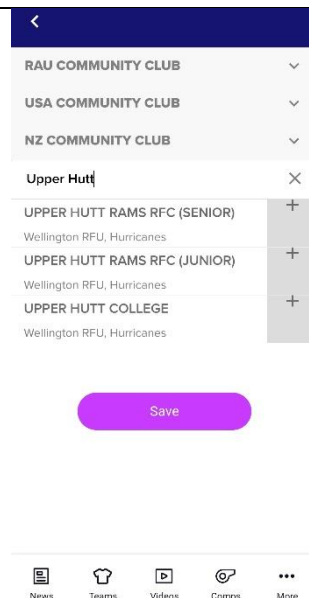 RAU COMMUNITY CLUB
USA COMMUNITY CLUB
NZ COMMUNITY CLUB
Upper Hutt
UPPER HUTT RAMS RFC (SENIOR)
Wellington RFU, Hurricanes
UPPER HUTT RAMS RFC (JUNIOR)
Wellington RFU, Hurricanes
UPPER HUTT COLLEGE
Wellington RFU, Hurricanes
Save
News Teams Videos Comps More